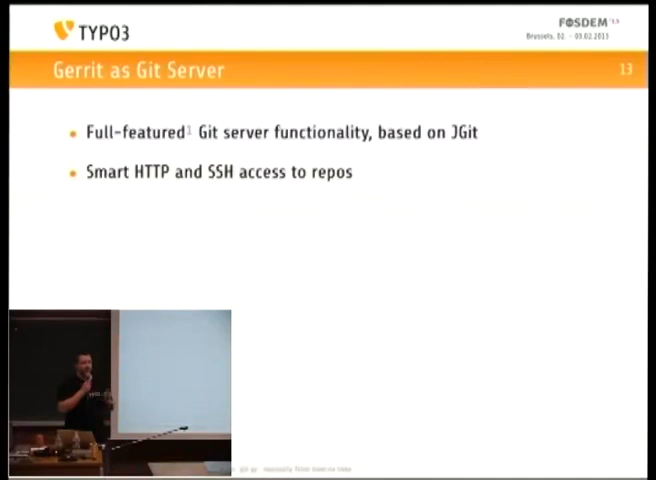 TYPO3
FOSDEM'13
Brussels, 02. - 03.02.2013
Gerrit as Git Server
13
• Full-featured¹ Git server functionality, based on JGit
• Smart HTTP and SSH access to repos